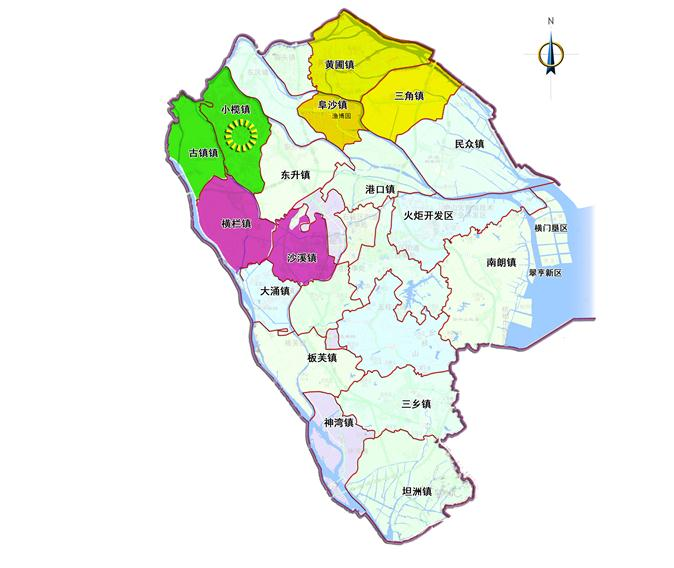 N
黄圃镇
三角镇
阜沙镇
渔博园
小榄镇
古镇镇
民众镇
东升镇
港口镇
火炬开发区
横栏镇
横门垦区
沙溪镇
南朗镇
翠亨新区
大涌镇
板芙镇
三乡镇
神湾镇
坦洲镇